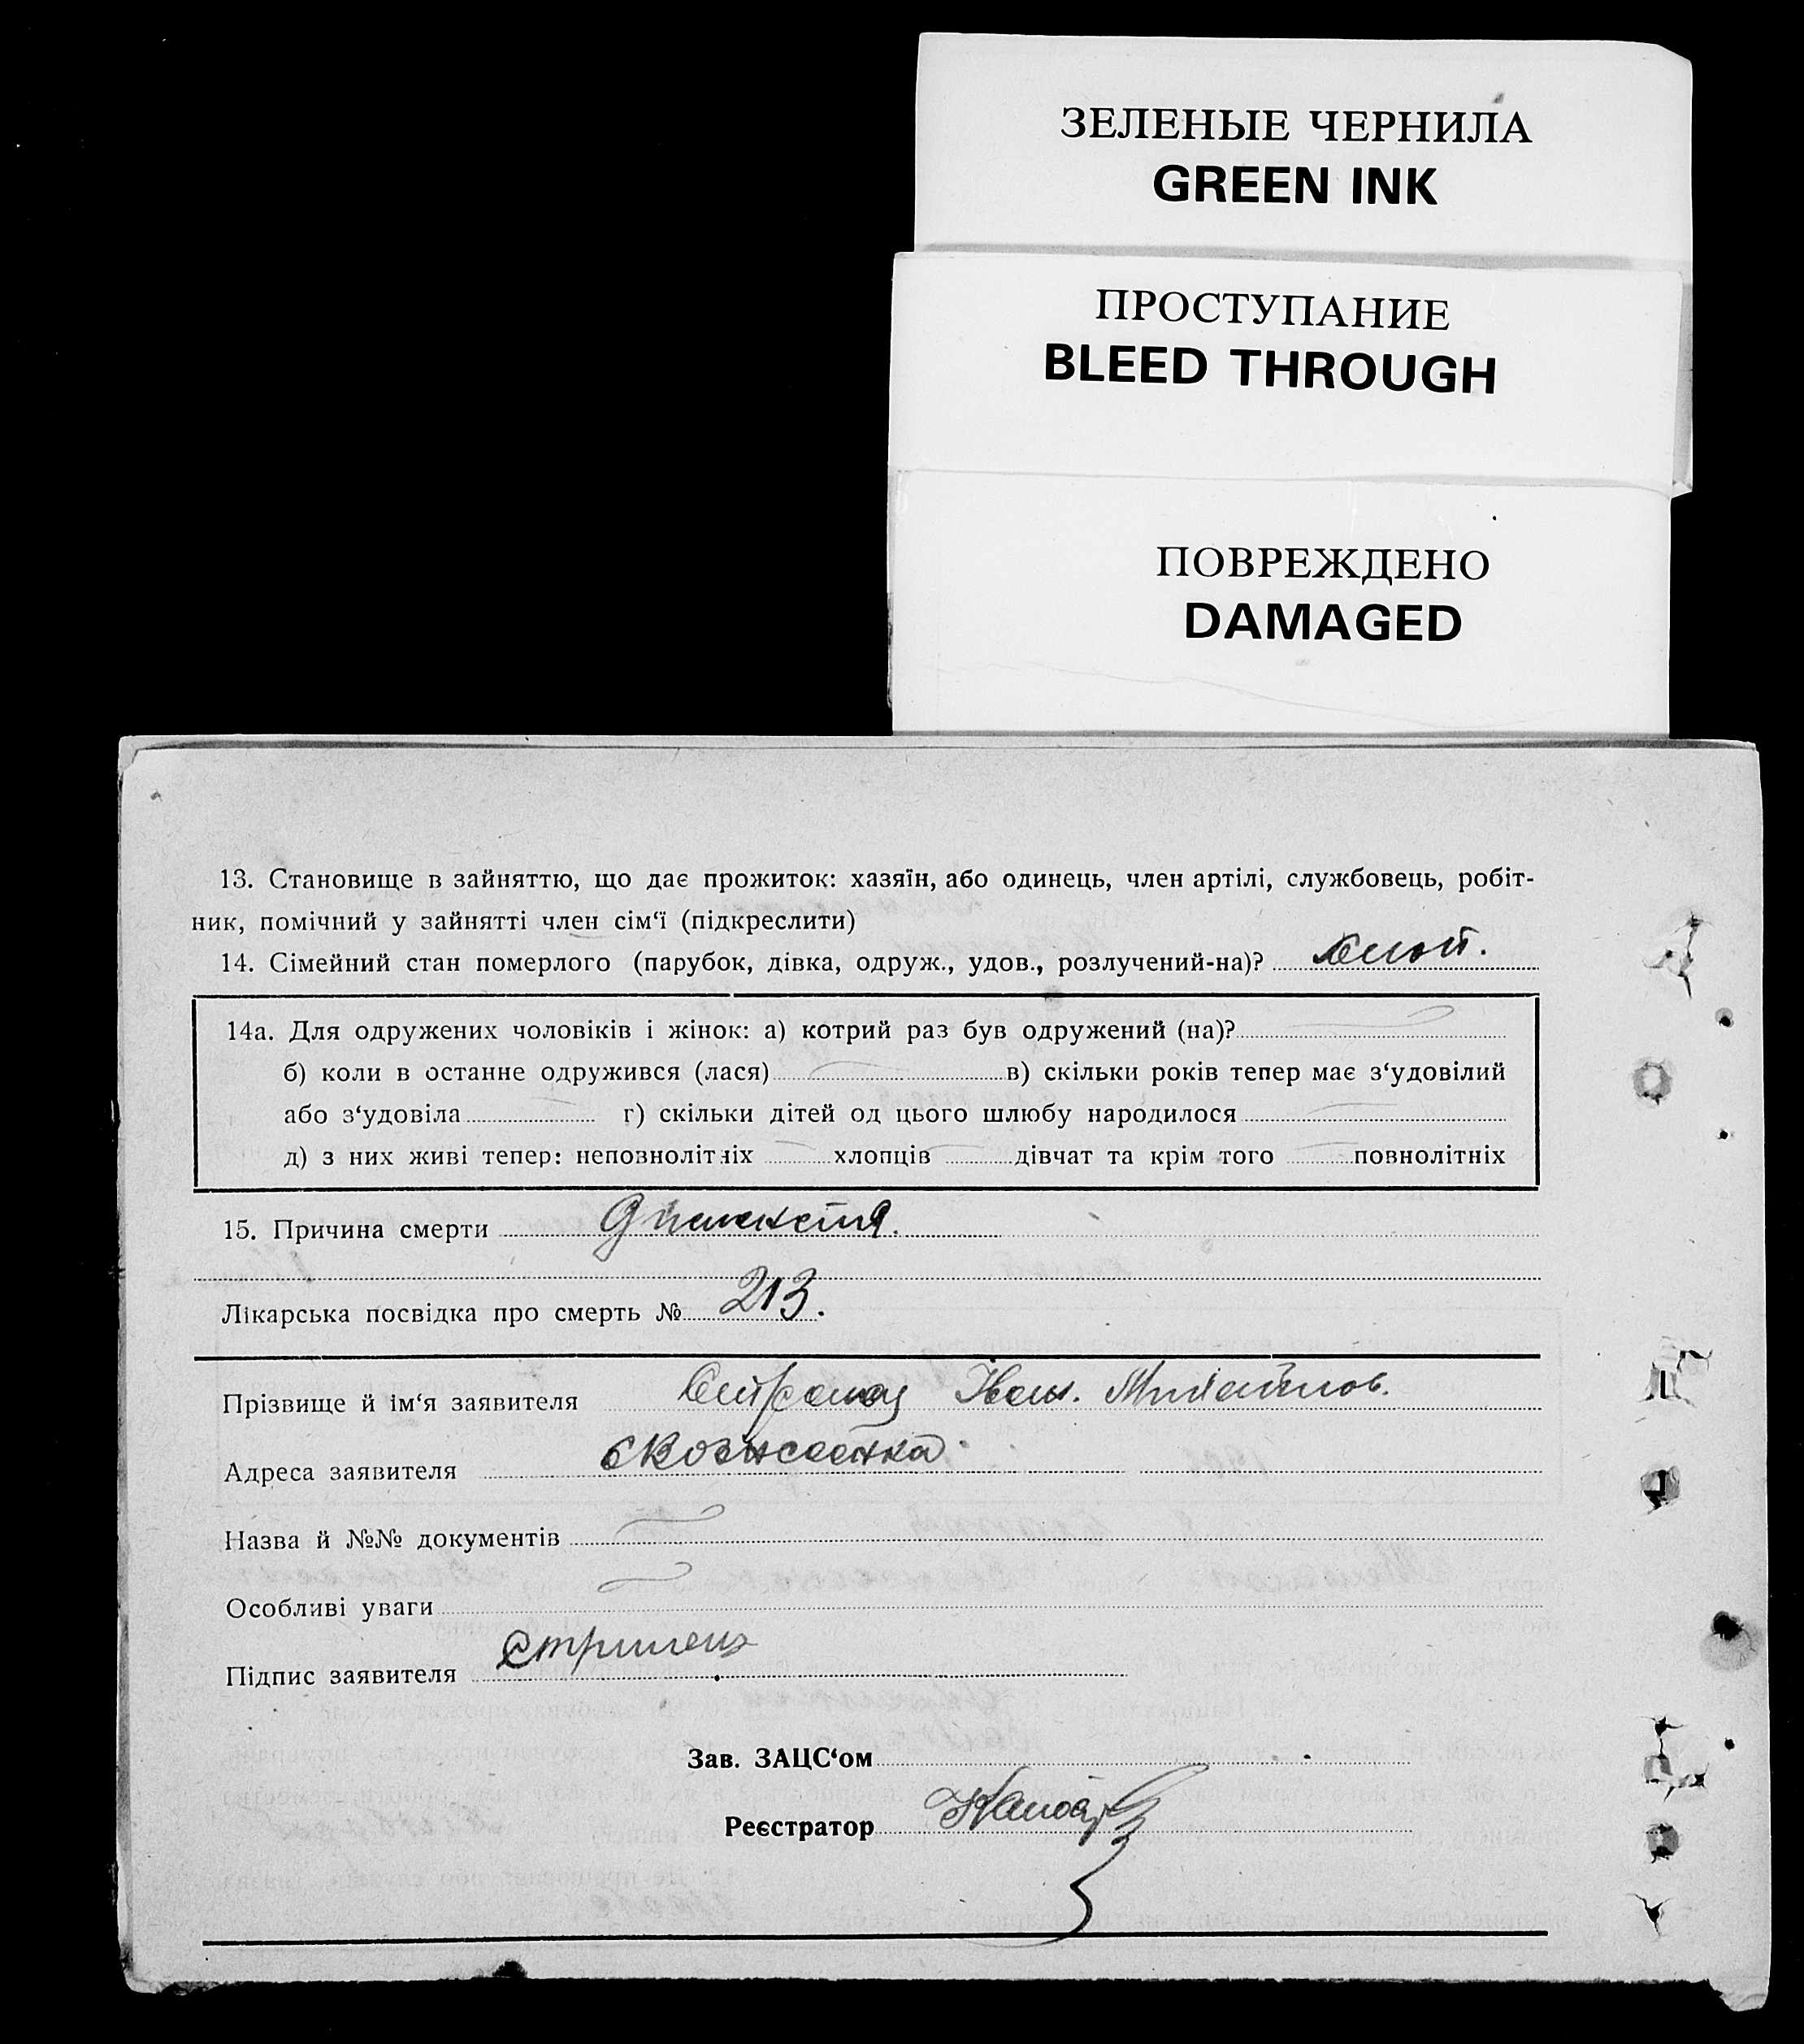 ЗЕЛЕНЫЕ ЧЕРНИЛА
GREEN INK
ПРОСТУПАНИЕ
BLEED THROUGH
ПОВРЕЖДЕНО
DAMAGED
13. Становище в зайняттю, що дає прожиток: хазяїн, або одинець, член артілі, службовець, робіт-
ник, помічний у зайнятті член сім‘ї (підкреслити)
14. Сімейний стан померлого (парубок, дівка, одруж., удов., розлучений-на)?
14а. Для одружених чоловіків і жінок: а) котрий раз був одружений (на)?
б) коли в останне одружився (лася) в) скільки років тепер має з‘удовілий
або з‘удовіла г) скільки дітей од цього шлюбу народилося
д) з них живі тепер: неповнолітніх хлопців дівчат та крім того повнолітніх
15. Причина смерти
Лікарська посвідка про смерть № 213.
Прізвище й ім‘я заявителя Іван. Михайлов.
Адреса заявителя
Назва й №№ документів
Особливі уваги
Підпис заявителя
Зав. ЗАЦС‘ом
Реєстратор